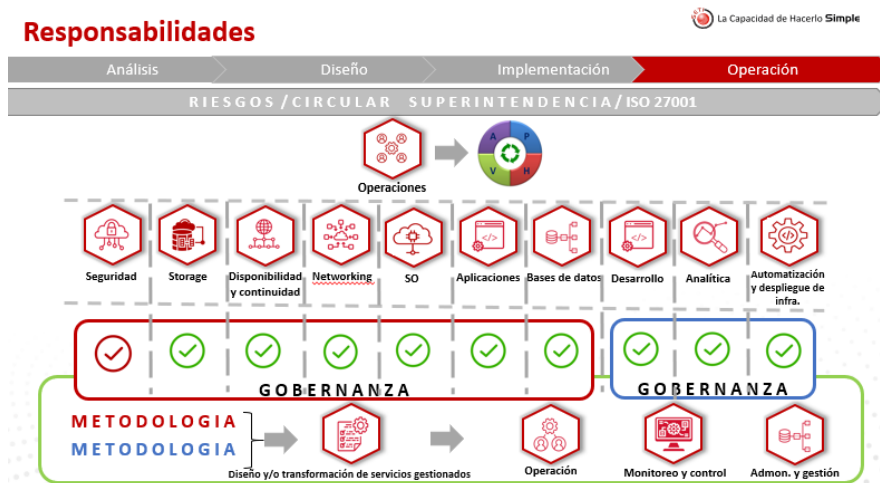 Responsabilidades
La Capacidad de Hacerlo Simple
Análisis
Diseño
Implementación
Operación
RIESGOS /CIRCULAR SUPERINTENDENCIA/ ISO 27001
A P
V H
Operaciones
Seguridad
Storage
Disponibilidad
y continuidad
Networking
SO
Aplicaciones
Bases de datos
Desarrollo
Analítica
Automatización
y despliegue de
infra.
GOBERNANZA
GOBERNANZA
METODOLOGIA
METODOLOGIA
Diseño y/o transformación de servicios gestionados
Operación
Monitoreo y control
Admon. y gestión